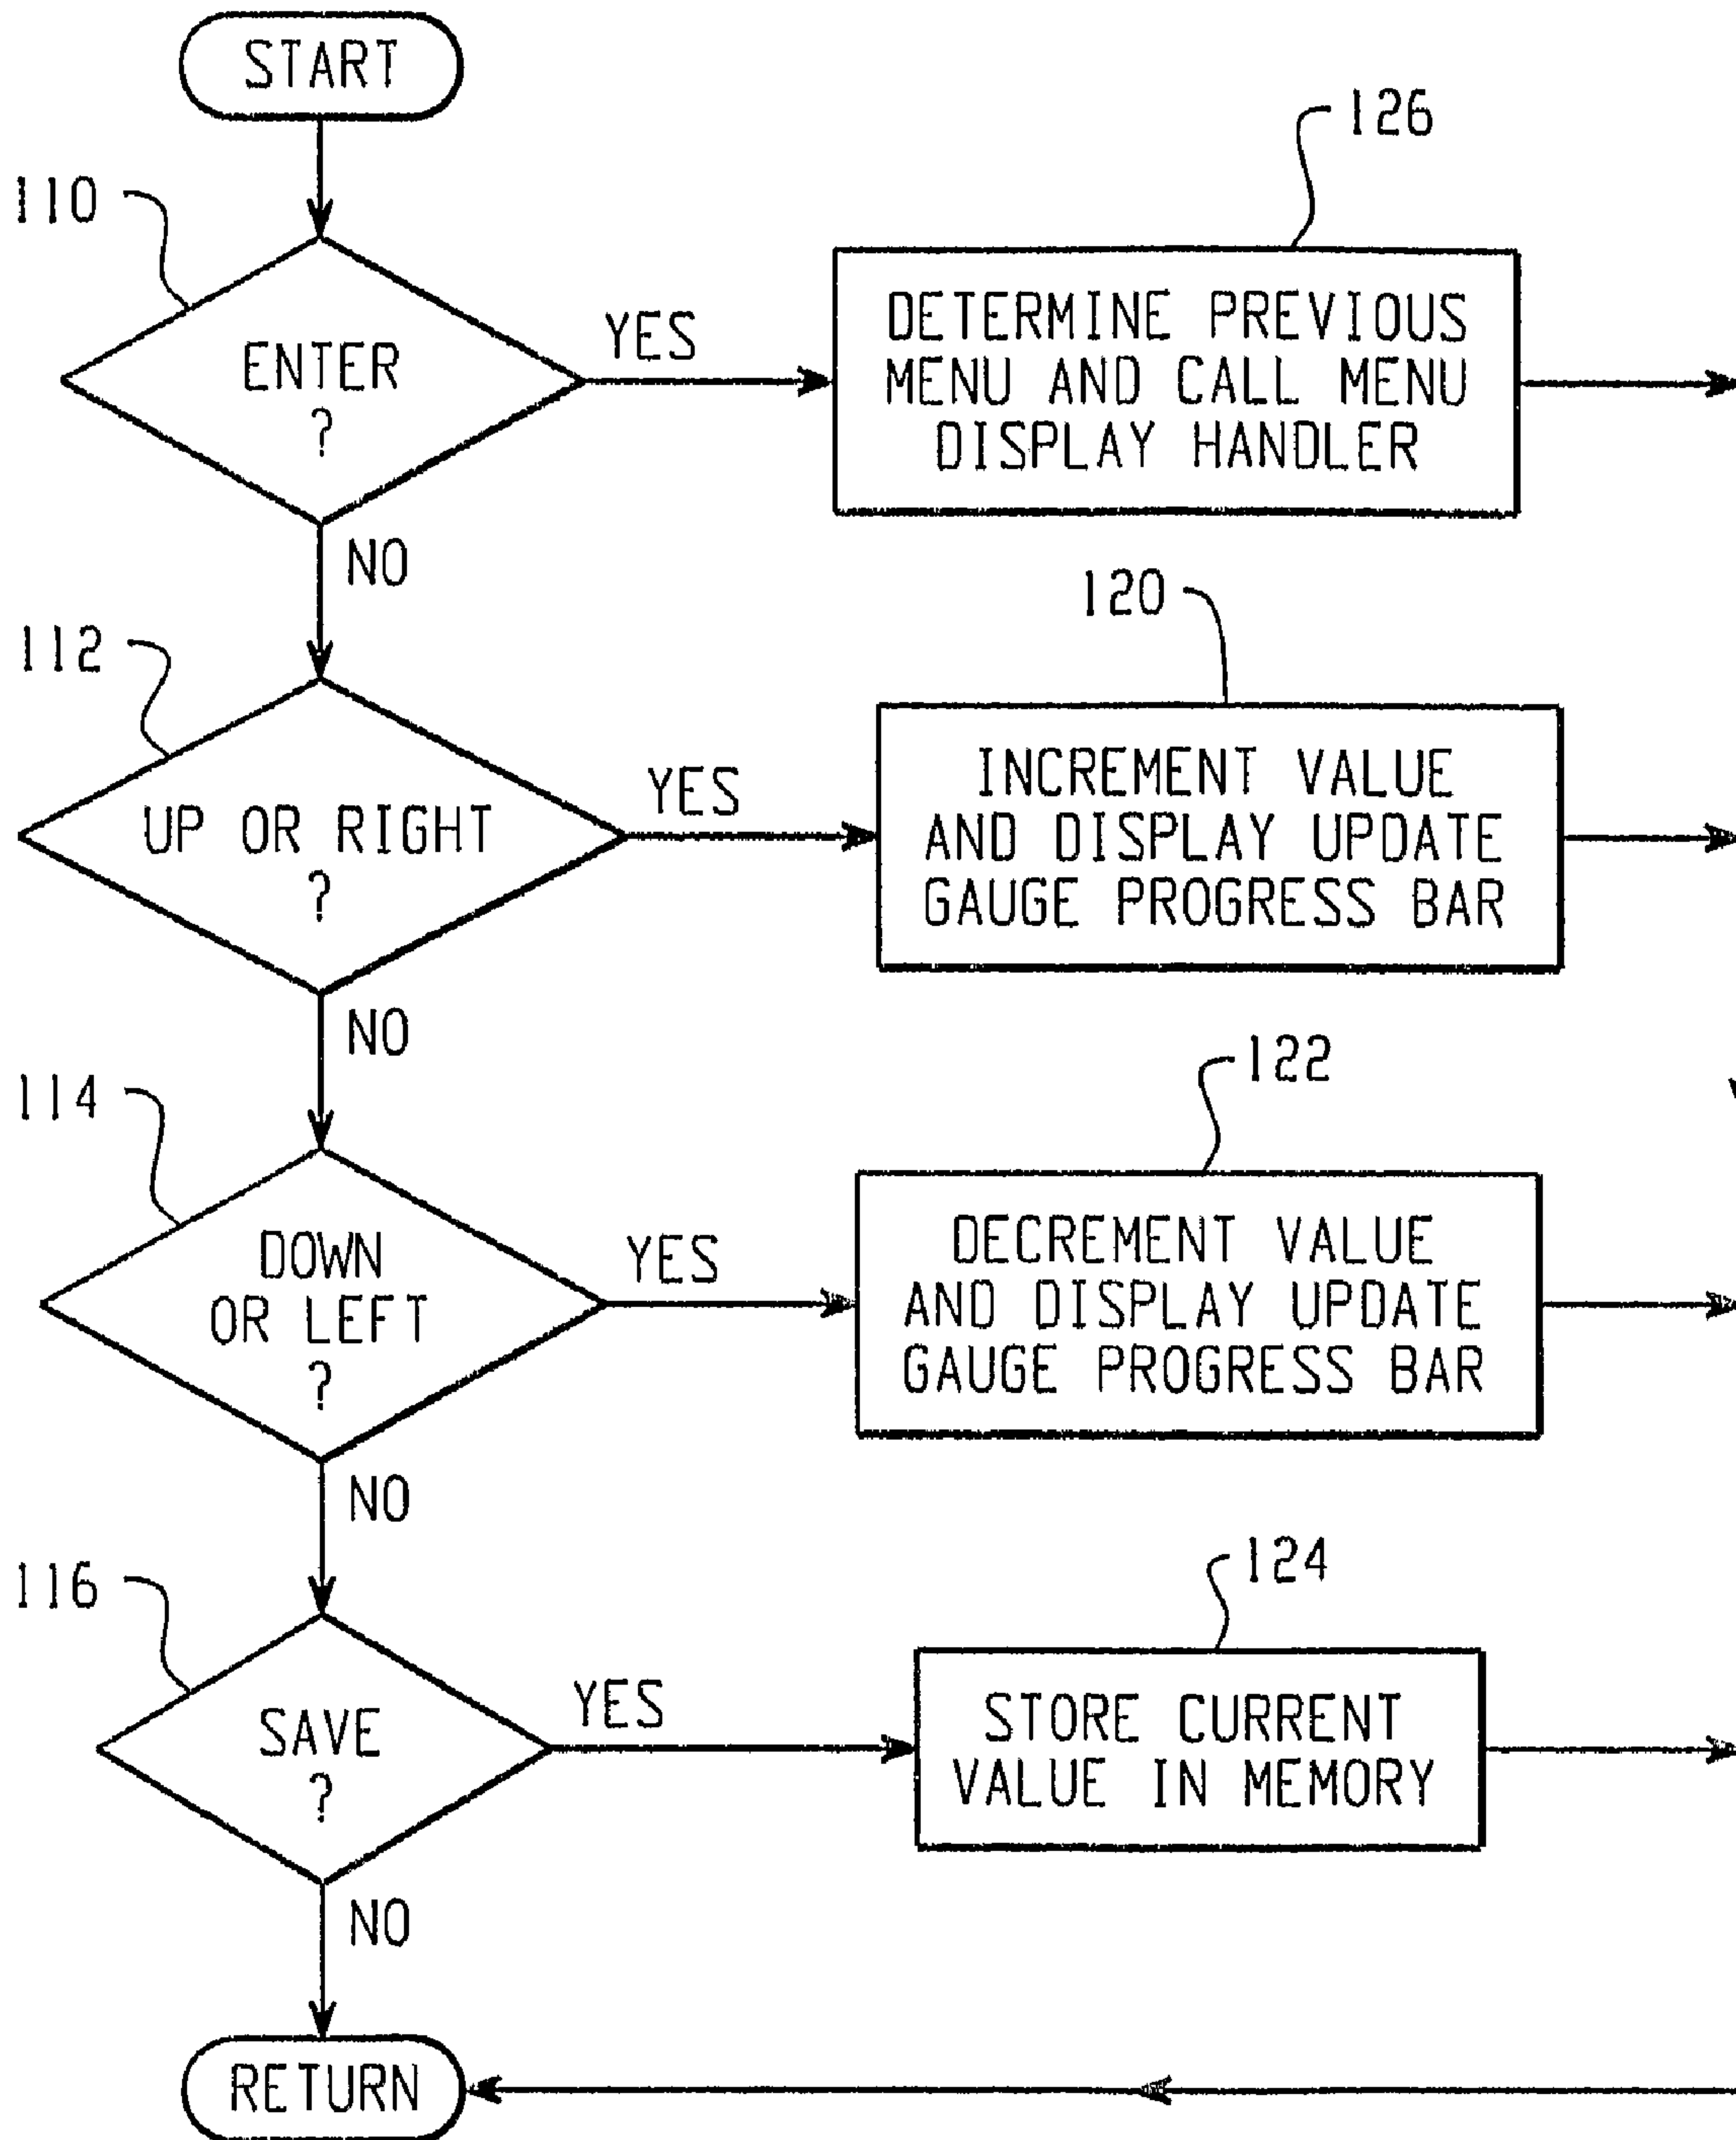 START
126
110
ENTER
?
YES
DETERMINE PREVIOUS
MENU AND CALL MENU
DISPLAY HANDLER
NO
120
112
UP OR RIGHT
?
YES
INCREMENT VALUE
AND DISPLAY UPDATE
GAUGE PROGRESS BAR
NO
122
114
DOWN
OR LEFT
?
YES
DECREMENT VALUE
AND DISPLAY UPDATE
GAUGE PROGRESS BAR
NO
124
116
SAVE
?
YES
STORE CURRENT
VALUE IN MEMORY
NO
RETURN